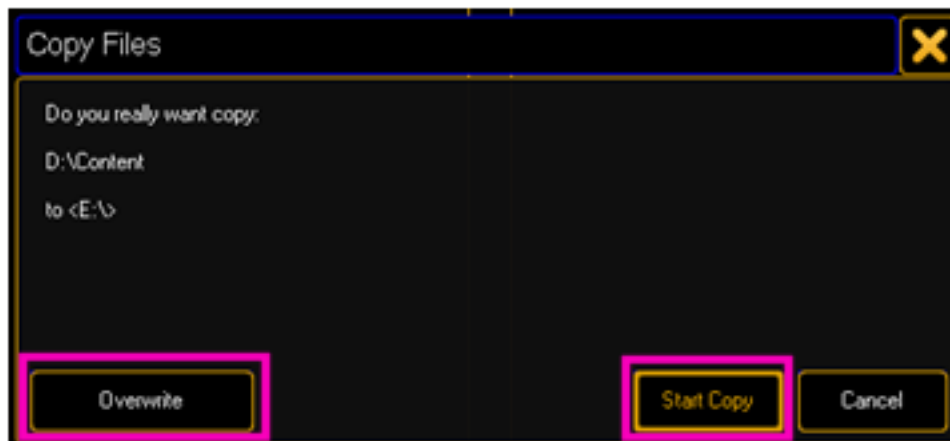 Copy Files
Do you really want copy:
D:\Content
to <E:\>
Overwrite
Start Copy
Cancel